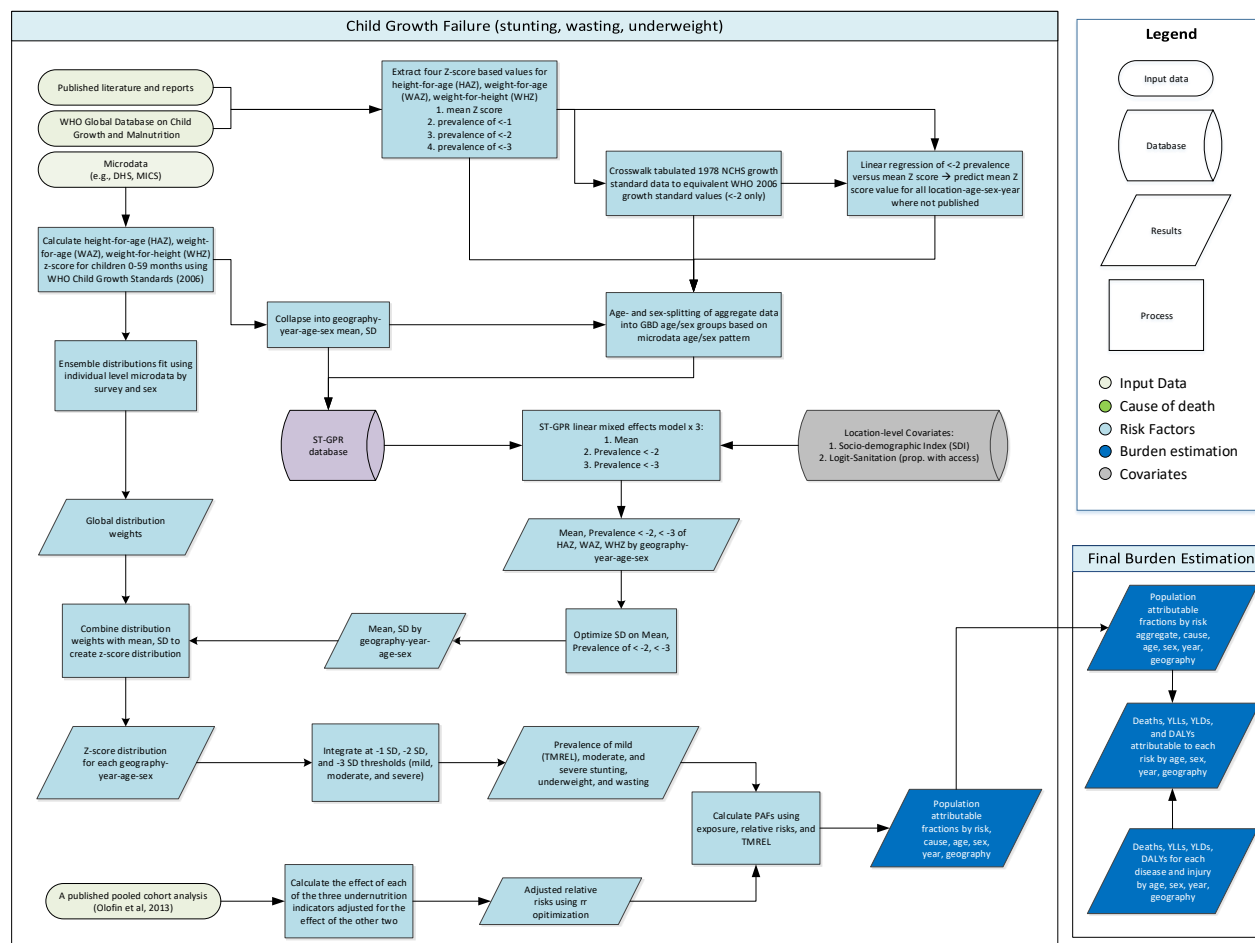 Child Growth Failure (stunting, wasting, underweight)
Published literature and reports
WHO Global Database on Child
Growth and Malnutrition
Microdata
(e.g., DHS, MICS)
Extract four Z-score based values for
height-for-age (HAZ), weight-for-age
(WAZ), weight-for-height (WHZ)
1. mean Z score
2. prevalence of <-1
3. prevalence of <-2
4. prevalence of <-3
Crosswalk tabulated 1978 NCHS growth
standard data to equivalent WHO 2006
growth standard values (<-2 only)
Linear regression of <-2 prevalence
versus mean Z score → predict mean Z
score value for all location-age-sex-year
where not published
Calculate height-for-age (HAZ), weight-
for-age (WAZ), weight-for-height (WHZ)
z-score for children 0-59 months using
WHO Child Growth Standards (2006)
Collapse into geography-
year-age-sex mean, SD
Age- and sex-splitting of aggregate data
into GBD age/sex groups based on
microdata age/sex pattern
Ensemble distributions fit using
individual level microdata by
survey and sex
ST-GPR
database
ST-GPR linear mixed effects model x 3:
1. Mean
2. Prevalence < -2
3. Prevalence < -3
Location-level Covariates:
1. Socio-demographic Index (SDI)
2. Logit-Sanitation (prop. with access)
Global distribution
weights
Mean, Prevalence < -2, < -3 of
HAZ, WAZ, WHZ by geography-
year-age-sex
Combine distribution
weights with mean, SD to
create z-score distribution
Mean, SD by
geography-year-
age-sex
Optimize SD on Mean,
Prevalence of < -2, < -3
Z-score distribution
for each geography-
year-age-sex
Integrate at -1 SD, -2 SD,
and -3 SD thresholds (mild,
moderate, and severe)
Prevalence of mild
(TMREL), moderate, and
severe stunting,
underweight, and wasting
Calculate PAFs using
exposure, relative risks, and
TMREL
Population
attributable
fractions by risk,
cause, age, sex,
year, geography
A published pooled cohort analysis
(Olofin et al, 2013)
Calculate the effect of each
of the three undernutrition
indicators adjusted for the
effect of the other two
Adjusted relative
risks using rr
opitimization
Legend
Input data
Database
Results
Process
Input Data
Cause of death
Risk Factors
Burden estimation
Covariates
Final Burden Estimation
Population attributable
fractions by risk
aggregate, cause,
age, sex, year,
geography
Deaths, YLLs, YLDs,
and DALYs
attributable to each
risk by age, sex,
year, geography
Deaths, YLLs, YLDs,
DALYs for each
disease and injury
by age, sex, year,
geography